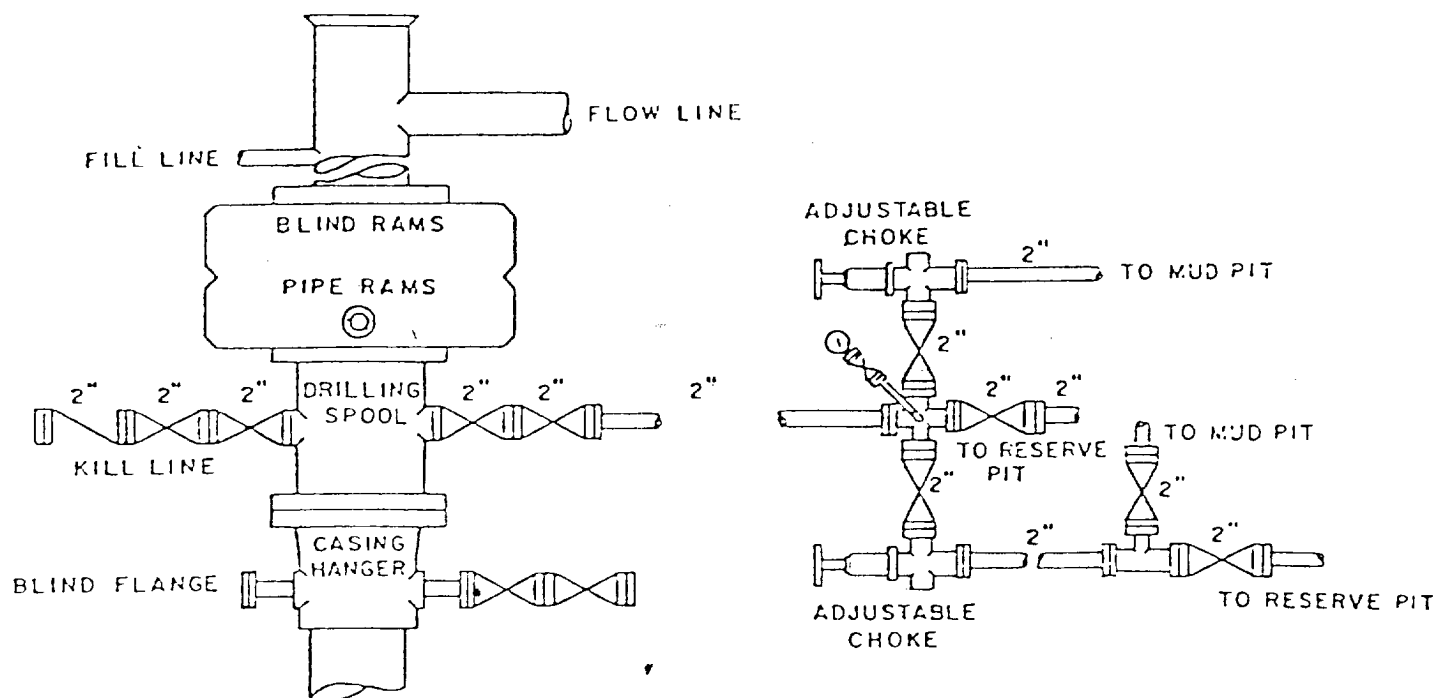 FLOW LINE
FILL LINE
BLIND RAMS
PIPE RAMS
2" 2" 2"
DRILLING
SPOOL
2" 2" 2"
KILL LINE
CASING
HANGER
BLIND FLANGE
ADJUSTABLE
CHOKE
2"
TO MUD PIT
2"
2" 2"
TO RESERVE
PIT
TO MUD PIT
2"
2"
2"
2"
ADJUSTABLE
CHOKE
TO RESERVE PIT